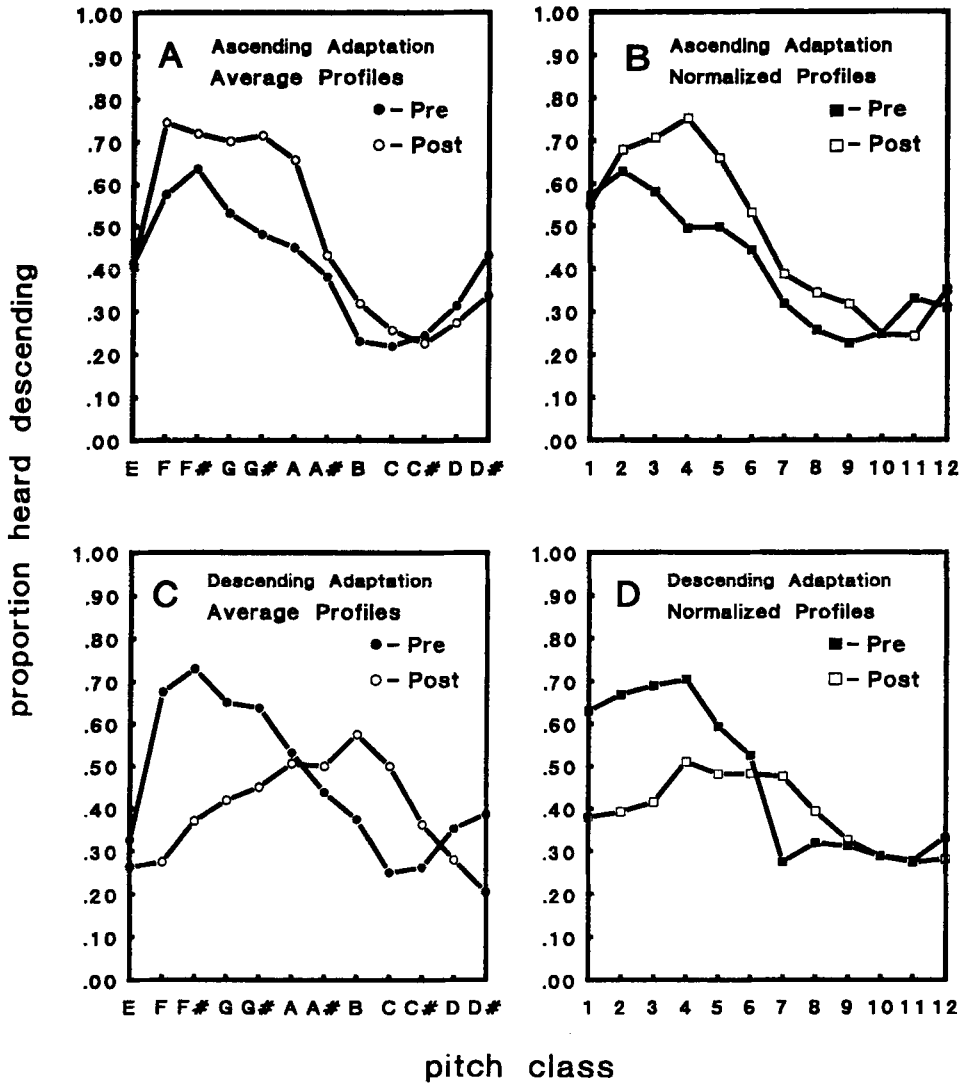 proportion heard descending
A
Ascending Adaptation
Average Profiles
●– Pre
○– Post
1.00
.90
.80
.70
.60
.50
.40
.30
.20
.10
.00
E F F# G G# A A# B C C# D D#
B
Ascending Adaptation
Normalized Profiles
■– Pre
□– Post
1.00
.90
.80
.70
.60
.50
.40
.30
.20
.10
.00
1 2 3 4 5 6 7 8 9 10 11 12
C
Descending Adaptation
Average Profiles
●– Pre
○– Post
1.00
.90
.80
.70
.60
.50
.40
.30
.20
.10
.00
E F F# G G# A A# B C C# D D#
D
Descending Adaptation
Normalized Profiles
■– Pre
□– Post
1.00
.90
.80
.70
.60
.50
.40
.30
.20
.10
.00
1 2 3 4 5 6 7 8 9 10 11 12
pitch class